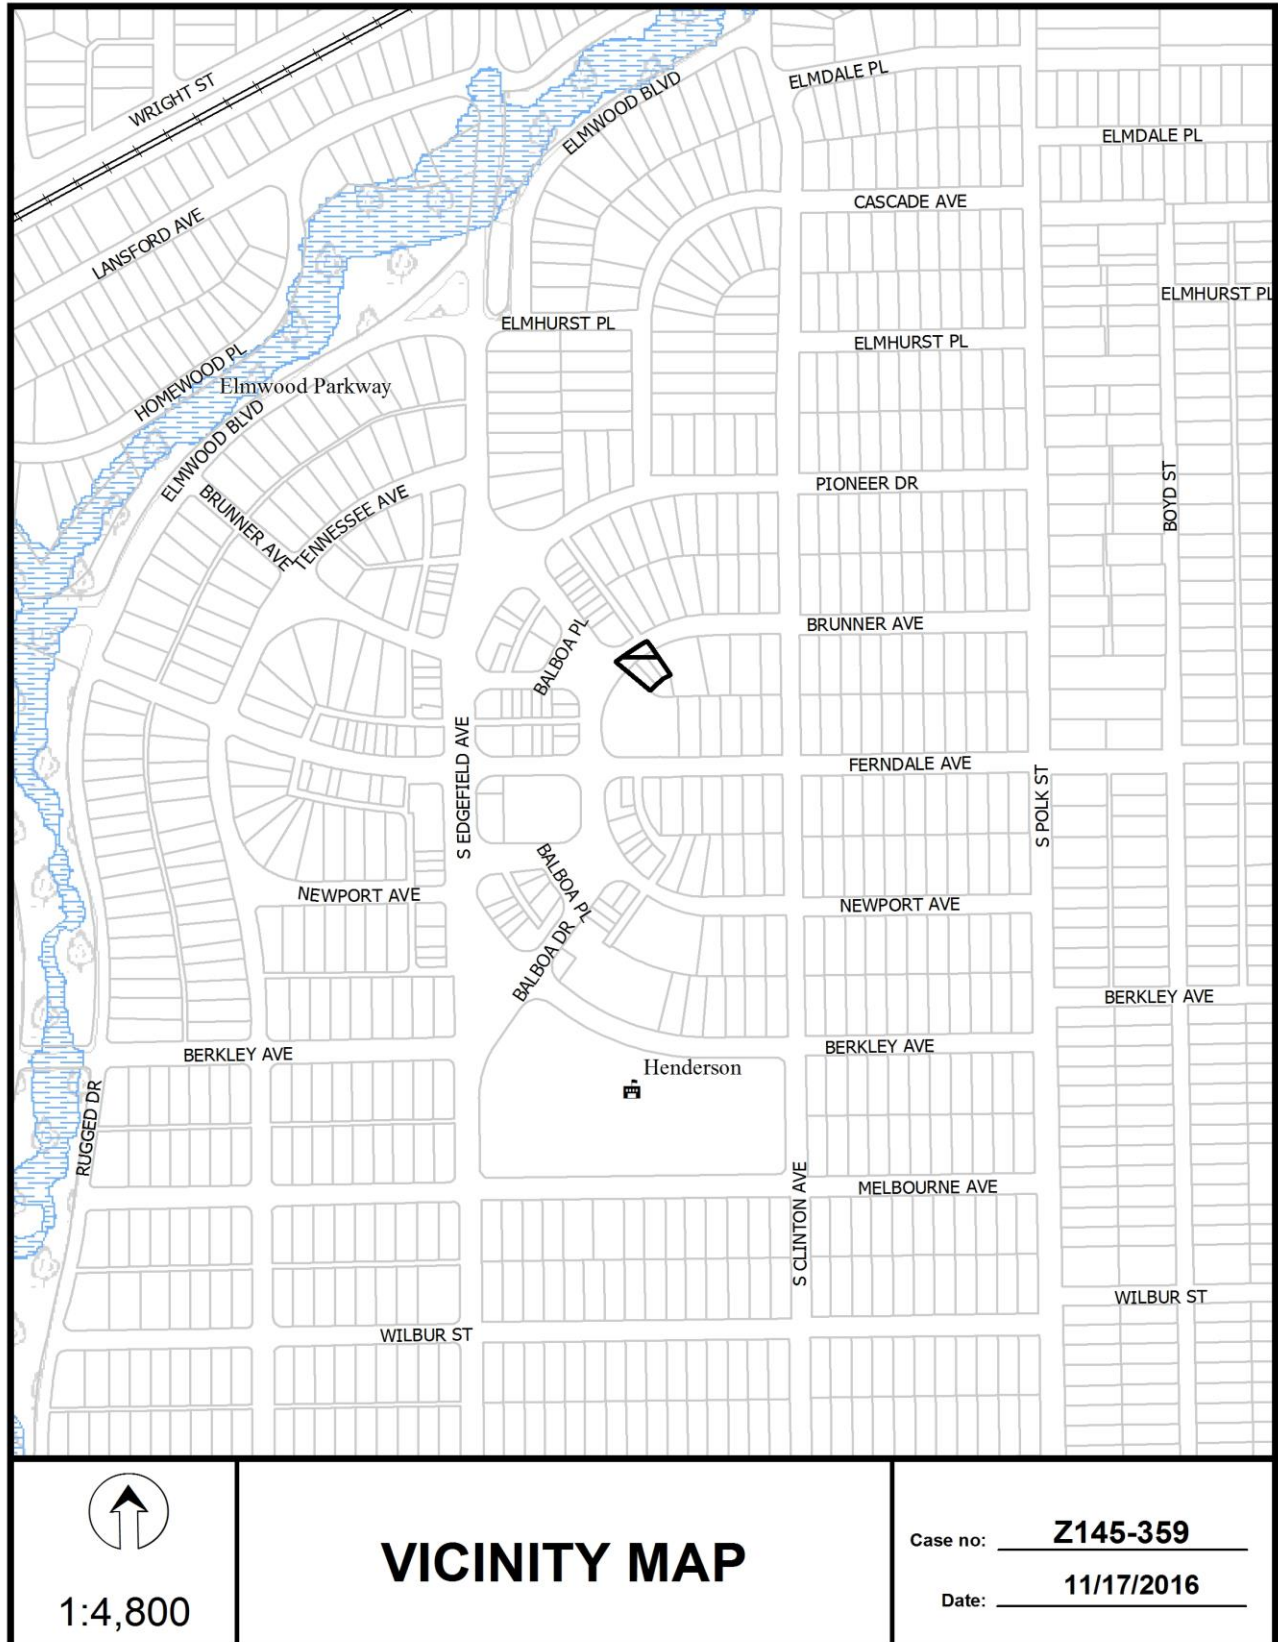 WRIGHT ST
ELMWOOD BLVD
ELMDALE PL
ELMDALE PL
CASCADE AVE
LANSFORD AVE
ELMHURST PL
ELMHURST PL
ELMHURST PL
HOMEWOOD PL
Elmwood Parkway
ELMWOOD BLVD
BRUNNER AVE
TENNESSEE AVE
PIONEER DR
BOYD ST
BALBOA PL
BRUNNER AVE
S EDGEFIELD AVE
FERNDALE AVE
S POLK ST
BALBOA PL
NEWPORT AVE
NEWPORT AVE
BALBOA DR
BERKLEY AVE
BERKLEY AVE
BERKLEY AVE
Henderson
RUGGED DR
S CLINTON AVE
MELBOURNE AVE
WILBUR ST
WILBUR ST
1:4,800
VICINITY MAP
Case no: Z145-359
Date: 11/17/2016